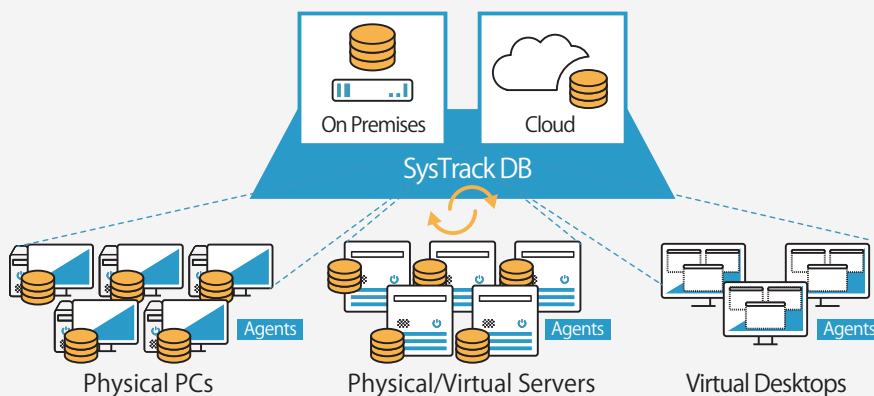 On Premises
Cloud
SysTrack DB
Agents
Agents
Agents
Physical PCs
Physical/Virtual Servers
Virtual Desktops